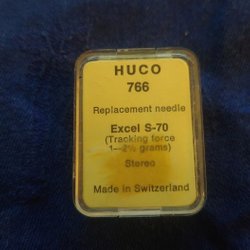 HUCO
766
Replacement needle
Excel S-70
(Tracking force
1—2½ grams)
Stereo
Made in Switzerland